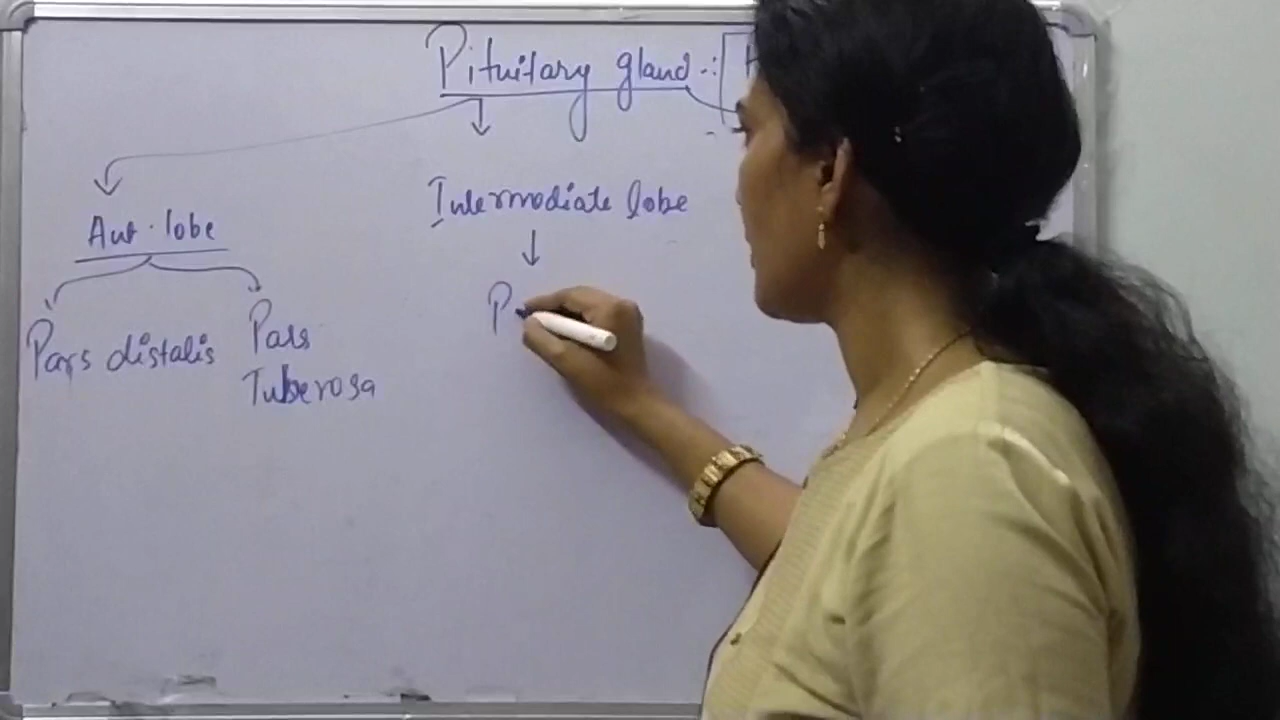 Pituitary gland :
Ant. lobe
Intermediate lobe
Pars distalis
Pars
Tuberosa
P